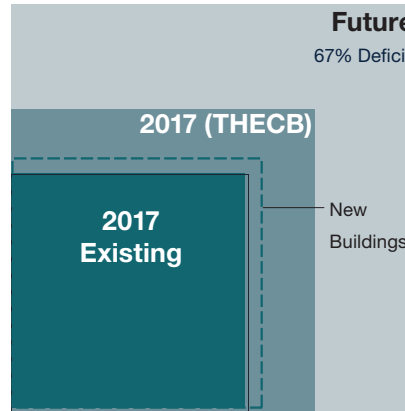 Future
67% Defici
2017 (THECB)
2017
Existing
New
Buildings